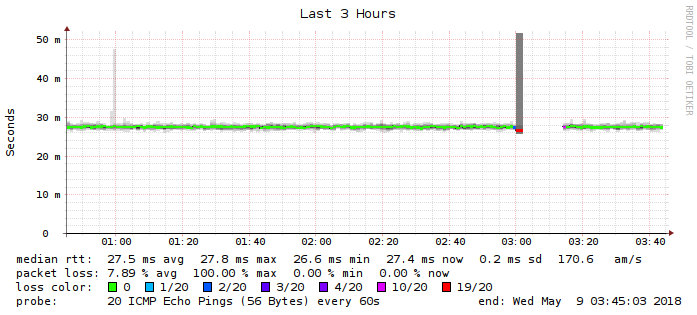 Last 3 Hours
RRDTOOL / TOBI OETIKER
Seconds
50 m
40 m
30 m
20 m
10 m
0
01:00 01:20 01:40 02:00 02:20 02:40 03:00 03:20 03:40
median rtt: 27.5 ms avg 27.8 ms max 26.6 ms min 27.4 ms now 0.2 ms sd 170.6 am/s
packet loss: 7.89 % avg 100.00 % max 0.00 % min 0.00 % now
loss color: 0 1/20 2/20 3/20 4/20 10/20 19/20
probe: 20 ICMP Echo Pings (56 Bytes) every 60s end: Wed May 9 03:45:03 2018